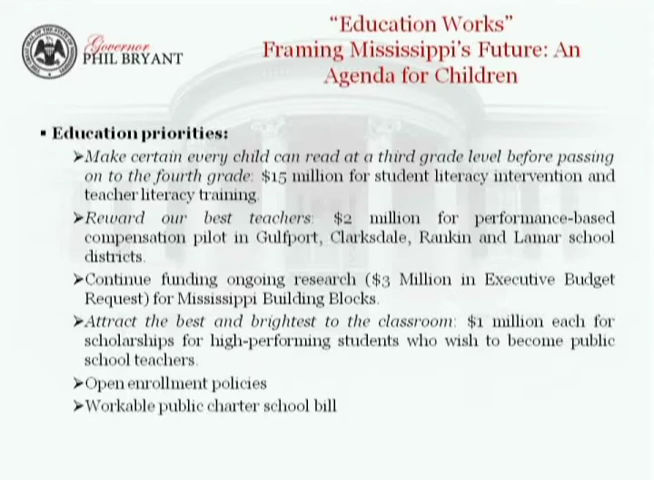 "Education Works"
Governor
PHIL BRYANT
Framing Mississippi's Future: An
Agenda for Children
▪ Education priorities:
➢Make certain every child can read at a third grade level before passing
on to the fourth grade: $15 million for student literacy intervention and
teacher literacy training.
➢Reward our best teachers: $2 million for performance-based
compensation pilot in Gulfport, Clarksdale, Rankin and Lamar school
districts.
➢Continue funding ongoing research ($3 Million in Executive Budget
Request) for Mississippi Building Blocks.
➢Attract the best and brightest to the classroom: $1 million each for
scholarships for high-performing students who wish to become public
school teachers.
➢Open enrollment policies
➢Workable public charter school bill